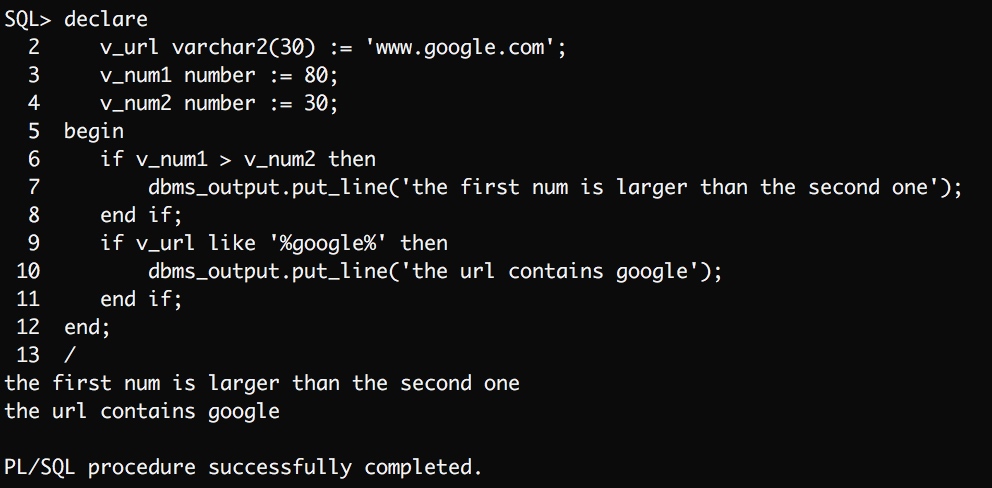 SQL> declare
  2     v_url varchar2(30) := 'www.google.com';
  3     v_num1 number := 80;
  4     v_num2 number := 30;
  5  begin
  6     if v_num1 > v_num2 then
  7         dbms_output.put_line('the first num is larger than the second one');
  8     end if;
  9     if v_url like '%google%' then
 10         dbms_output.put_line('the url contains google');
 11     end if;
 12  end;
 13  /
the first num is larger than the second one
the url contains google

PL/SQL procedure successfully completed.